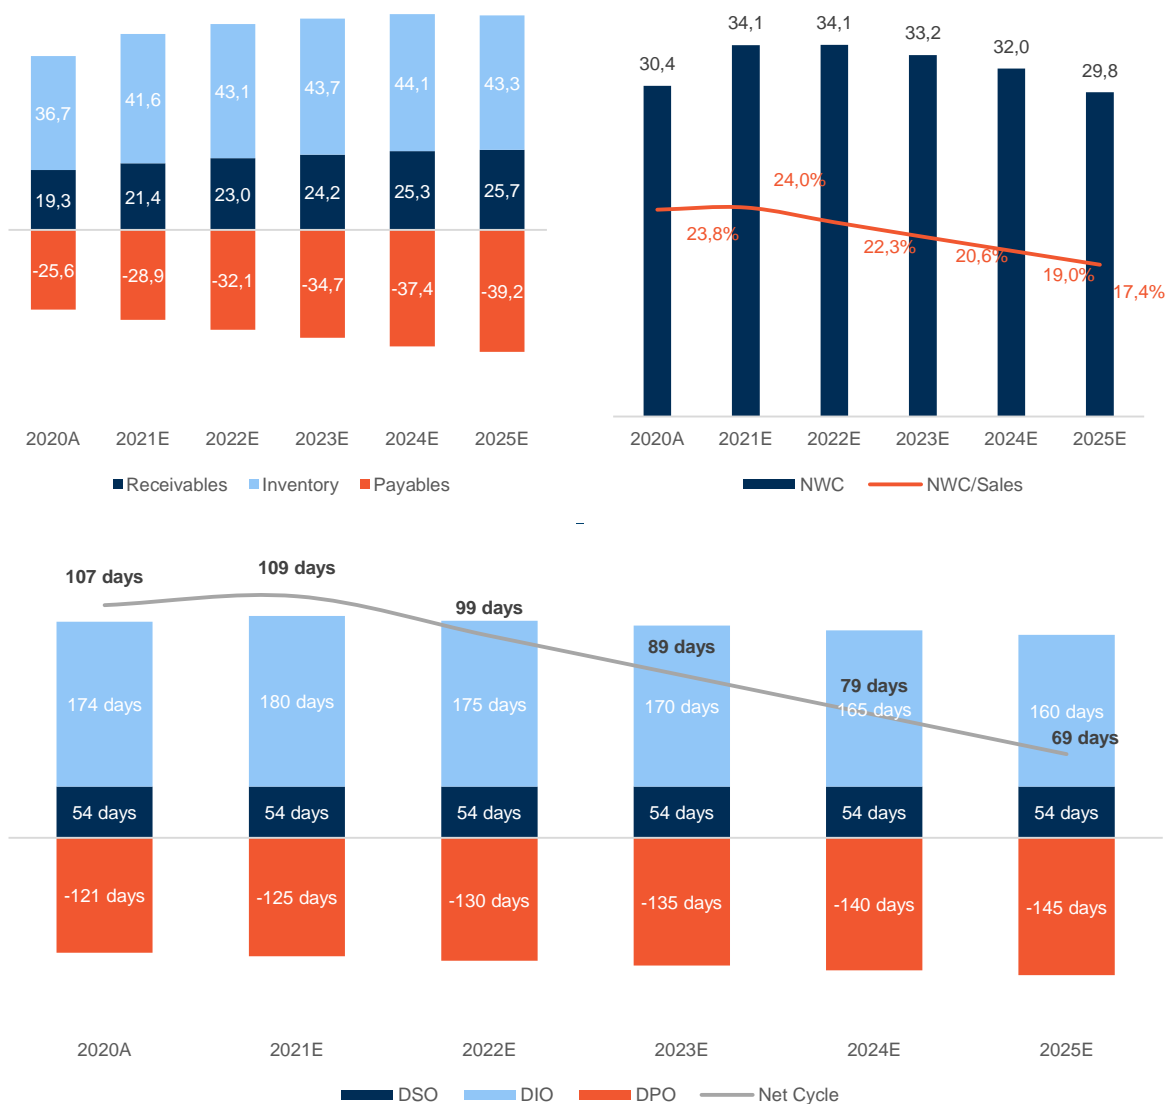 36,7 41,6 43,1 43,7 44,1 43,3
19,3 21,4 23,0 24,2 25,3 25,7
-25,6 -28,9 -32,1 -34,7 -37,4 -39,2
2020A 2021E 2022E 2023E 2024E 2025E
Receivables Inventory Payables
30,4 34,1 34,1 33,2 32,0 29,8
23,8% 24,0% 22,3% 20,6% 19,0% 17,4%
2020A 2021E 2022E 2023E 2024E 2025E
NWC NWC/Sales
107 days 109 days 99 days 89 days 79 days 69 days
174 days 180 days 175 days 170 days 165 days 160 days
54 days 54 days 54 days 54 days 54 days 54 days
-121 days -125 days -130 days -135 days -140 days -145 days
2020A 2021E 2022E 2023E 2024E 2025E
DSO DIO DPO Net Cycle